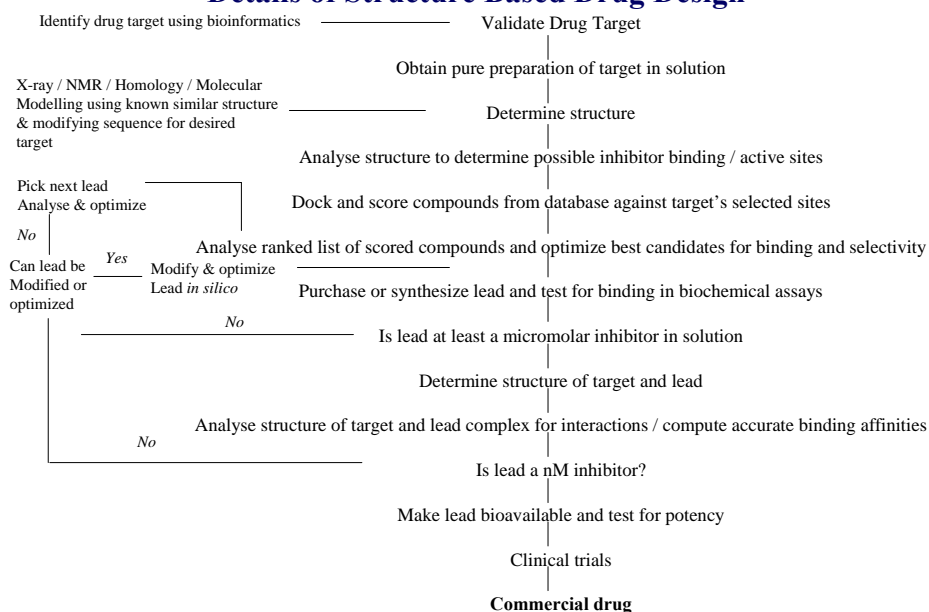 Details of Structure Based Drug Design
Identify drug target using bioinformatics
Validate Drug Target
Obtain pure preparation of target in solution
X-ray / NMR / Homology / Molecular
Modelling using known similar structure
& modifying sequence for desired
target
Determine structure
Analyse structure to determine possible inhibitor binding / active sites
Pick next lead
Analyse & optimize
Dock and score compounds from database against target's selected sites
No
Analyse ranked list of scored compounds and optimize best candidates for binding and selectivity
Can lead be
Modified or
optimized
Yes
Modify & optimize
Lead in silico
Purchase or synthesize lead and test for binding in biochemical assays
No
Is lead at least a micromolar inhibitor in solution
Determine structure of target and lead
Analyse structure of target and lead complex for interactions / compute accurate binding affinities
No
Is lead a nM inhibitor?
Make lead bioavailable and test for potency
Clinical trials
Commercial drug